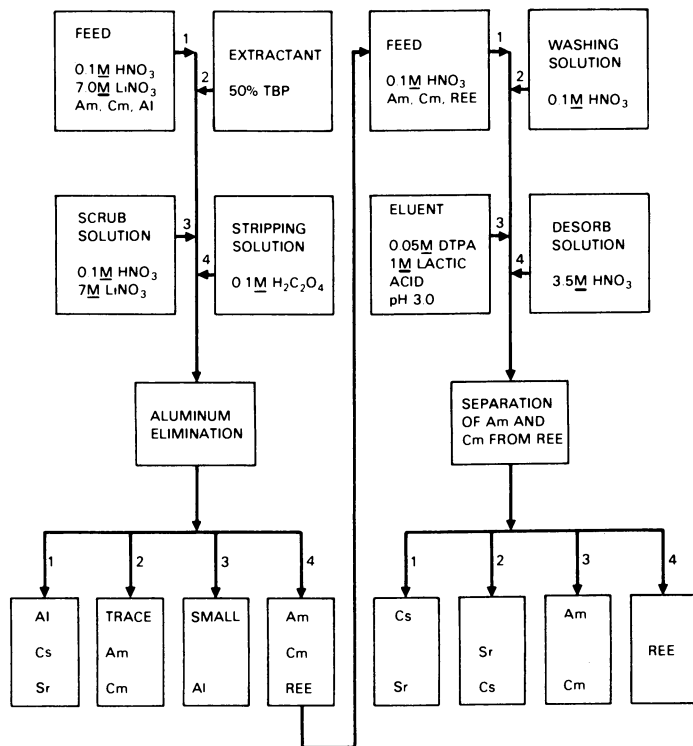 FEED
0.1M HNO₃
7.0M LiNO₃
Am, Cm, Al
1
2
EXTRACTANT
50% TBP
SCRUB
SOLUTION
0.1M HNO₃
7M LiNO₃
3
4
STRIPPING
SOLUTION
0.1M H₂C₂O₄
ALUMINUM
ELIMINATION
1
2
3
4
Al
Cs
Sr
TRACE
Am
Cm
SMALL
Al
Am
Cm
REE
FEED
0.1M HNO₃
Am, Cm, REE
1
2
WASHING
SOLUTION
0.1M HNO₃
ELUENT
0.05M DTPA
1M LACTIC
ACID
pH 3.0
3
4
DESORB
SOLUTION
3.5M HNO₃
SEPARATION
OF Am AND
Cm FROM REE
1
2
3
4
Cs
Sr
Sr
Cs
Am
Cm
REE